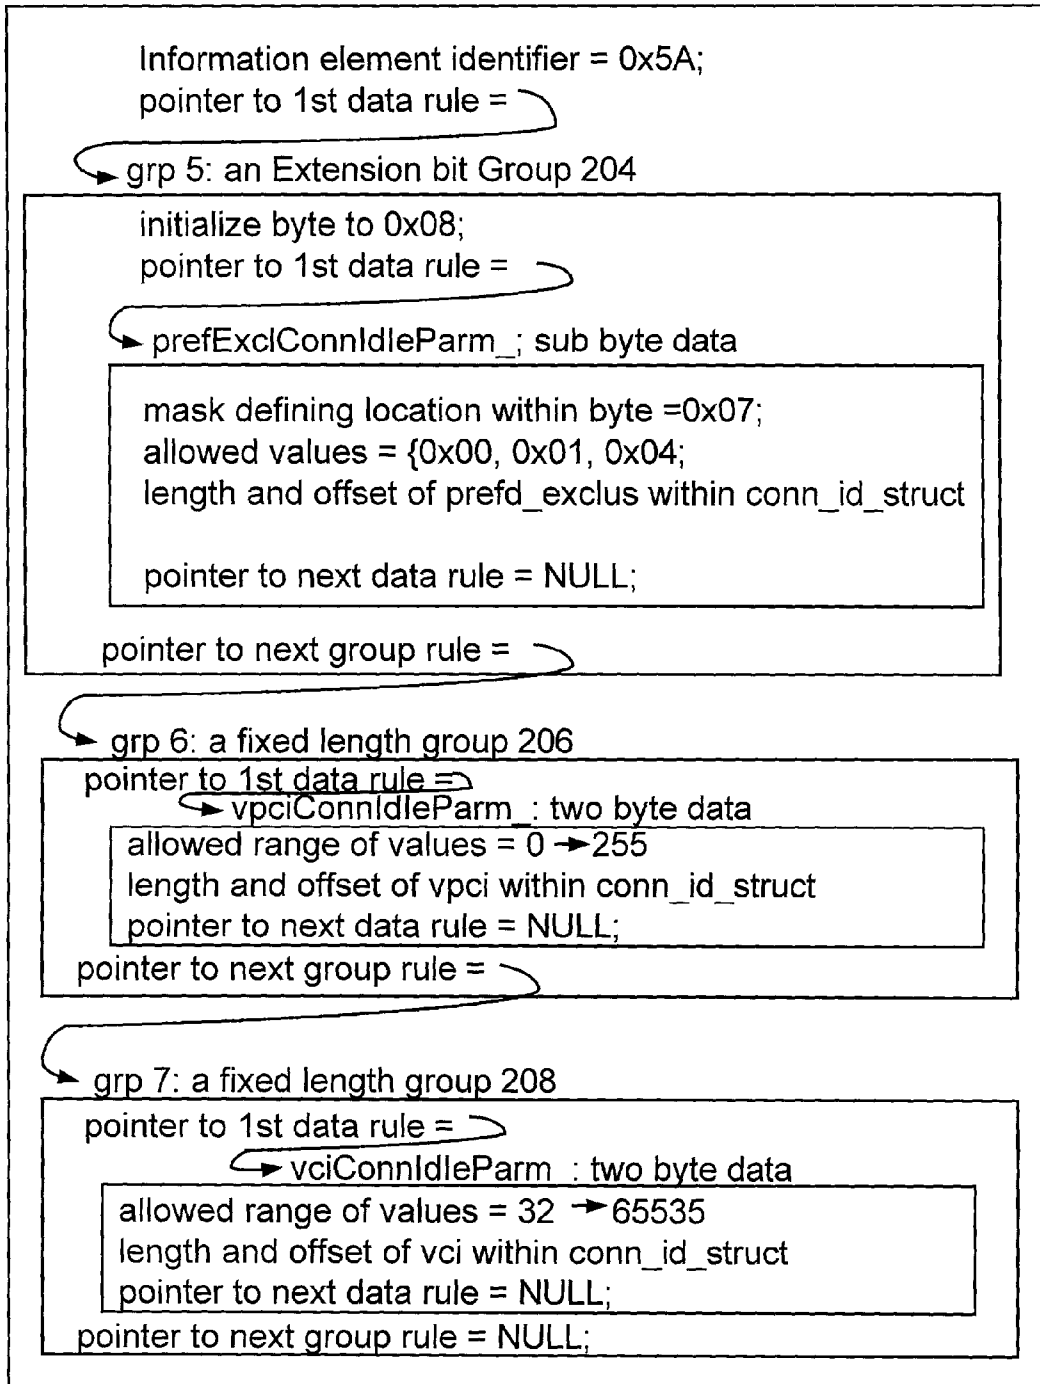 Information element identifier = 0x5A;
pointer to 1st data rule =
grp 5: an Extension bit Group 204
initialize byte to 0x08;
pointer to 1st data rule =
prefExclConnIdleParm_; sub byte data
mask defining location within byte =0x07;
allowed values = {0x00, 0x01, 0x04;
length and offset of prefd_exclus within conn_id_struct
pointer to next data rule = NULL;
pointer to next group rule =
grp 6: a fixed length group 206
pointer to 1st data rule =
vpciConnIdleParm_: two byte data
allowed range of values = 0 → 255
length and offset of vpci within conn_id_struct
pointer to next data rule = NULL;
pointer to next group rule =
grp 7: a fixed length group 208
pointer to 1st data rule =
vciConnIdleParm_: two byte data
allowed range of values = 32 → 65535
length and offset of vci within conn_id_struct
pointer to next data rule = NULL;
pointer to next group rule = NULL;